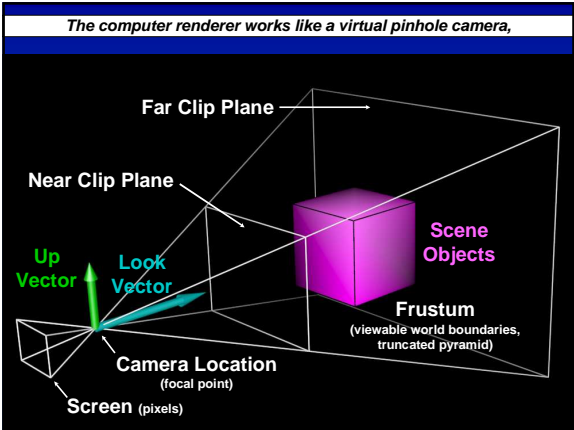 The computer renderer works like a virtual pinhole camera,
Far Clip Plane
Near Clip Plane
Scene
Objects
Up
Vector
Look
Vector
Frustum
(viewable world boundaries,
truncated pyramid)
Camera Location
(focal point)
Screen (pixels)